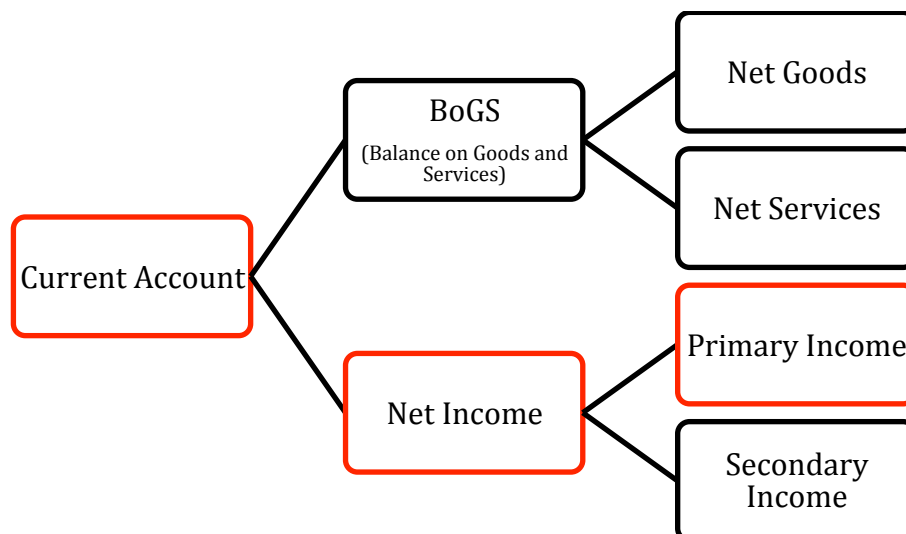 Net Goods
BoGS
(Balance on Goods and
Services)
Net Services
Current Account
Primary Income
Net Income
Secondary
Income